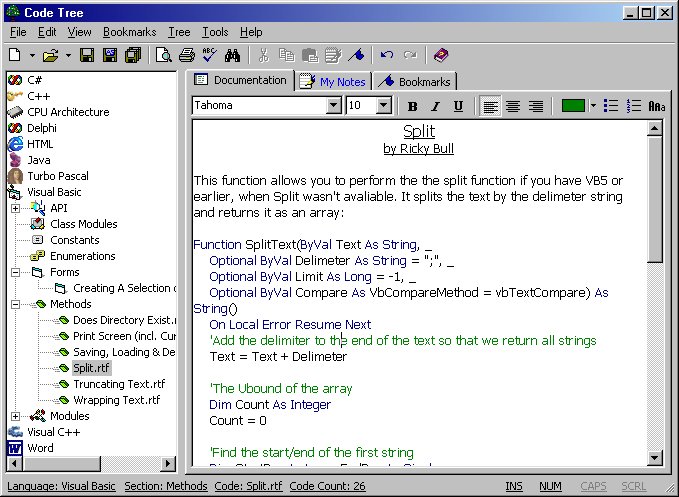 Code Tree
File Edit View Bookmarks Tree Tools Help
Documentation My Notes Bookmarks
Tahoma 10 B I U AAa
C#
C++
CPU Architecture
Delphi
HTML
Java
Turbo Pascal
Visual Basic
API
Class Modules
Constants
Enumerations
Forms
Creating A Selection
Methods
Does Directory Exist.r
Print Screen (incl. Curs
Saving, Loading & De
Split.rtf
Truncating Text.rtf
Wrapping Text.rtf
Modules
Visual C++
Word
Split
by Ricky Bull
This function allows you to perform the the split function if you have VB5 or
earlier, when Split wasn't avaliable. It splits the text by the delimeter string
and returns it as an array:
Function SplitText(ByVal Text As String, _
Optional ByVal Delimeter As String = ";", _
Optional ByVal Limit As Long = -1, _
Optional ByVal Compare As VbCompareMethod = vbTextCompare) As
String()
On Local Error Resume Next
'Add the delimiter to the end of the text so that we return all strings
Text = Text + Delimeter
'The Ubound of the array
Dim Count As Integer
Count = 0
'Find the start/end of the first string
Language: Visual Basic Section: Methods Code: Split.rtf Code Count: 26 INS NUM CAPS SCRL